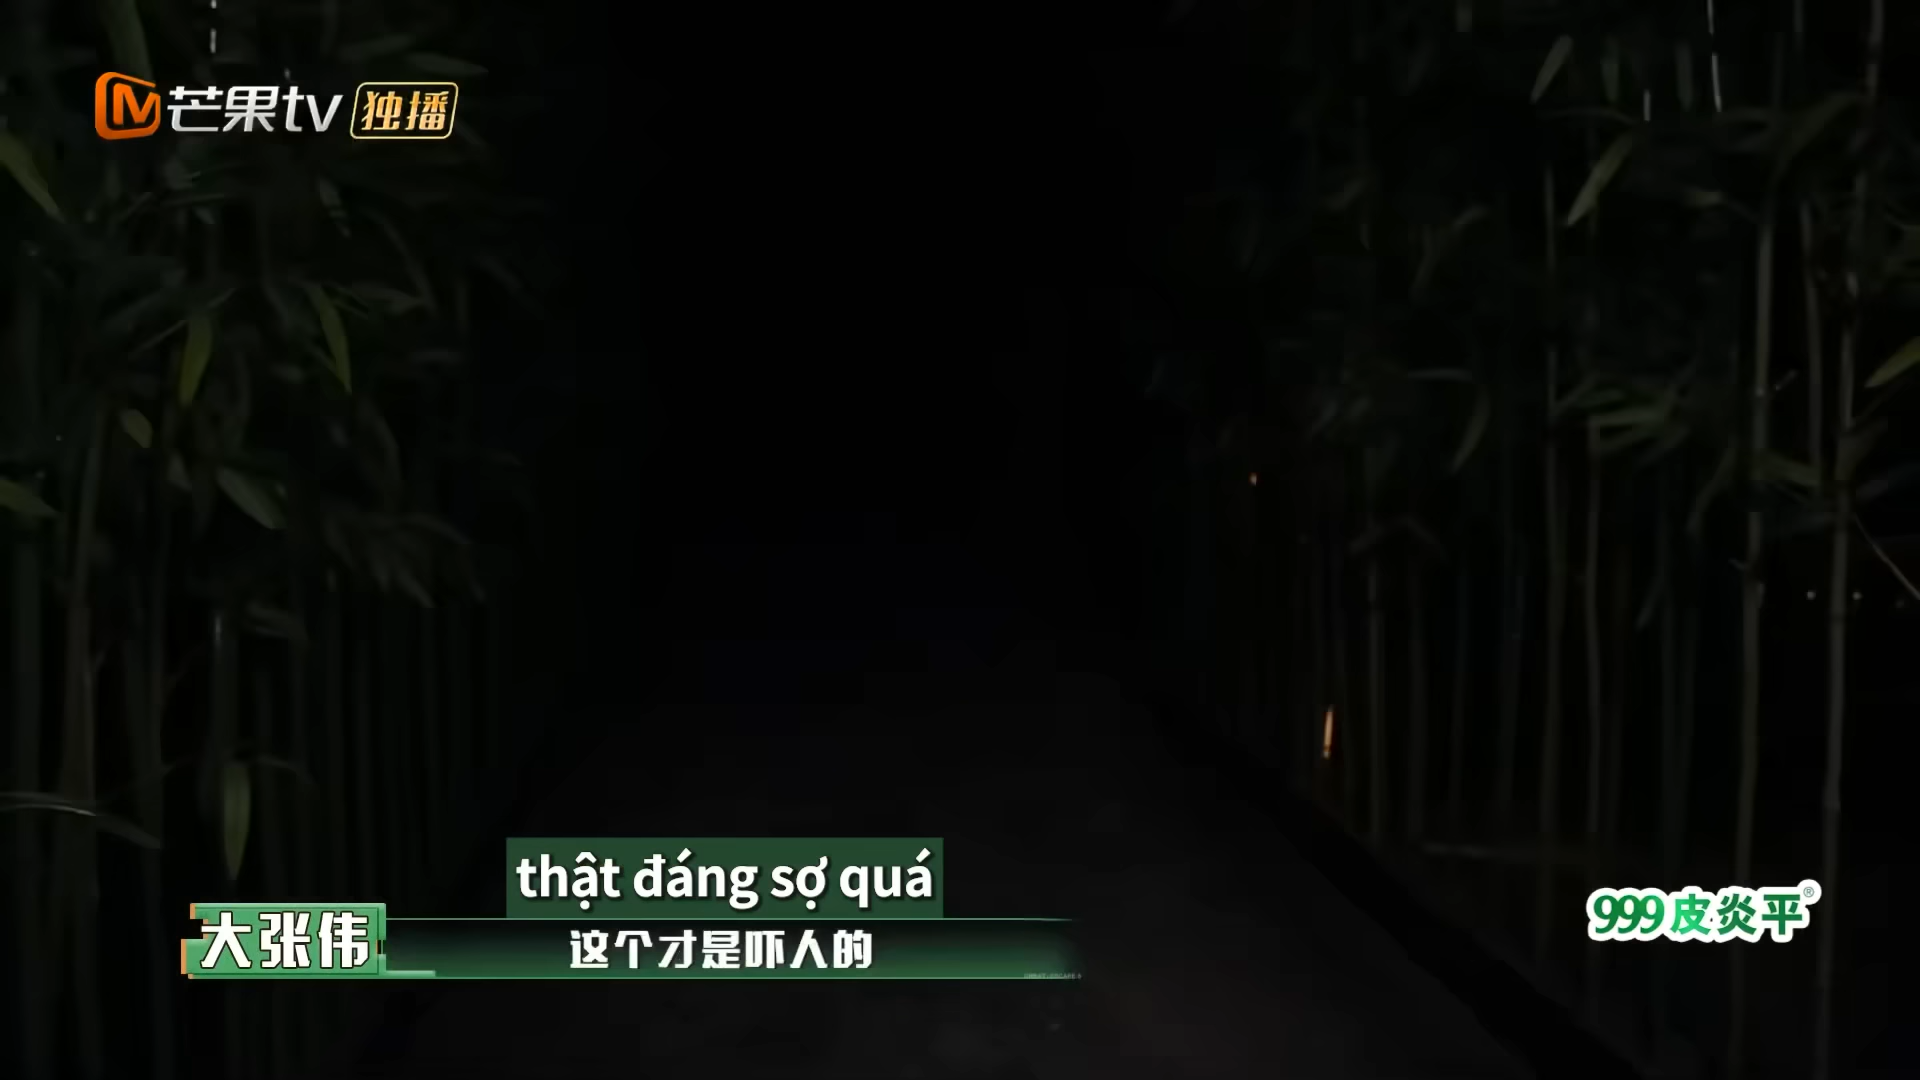 芒果tv 独播
thật đáng sợ quá
大张伟
这个才是吓人的
999皮炎平®